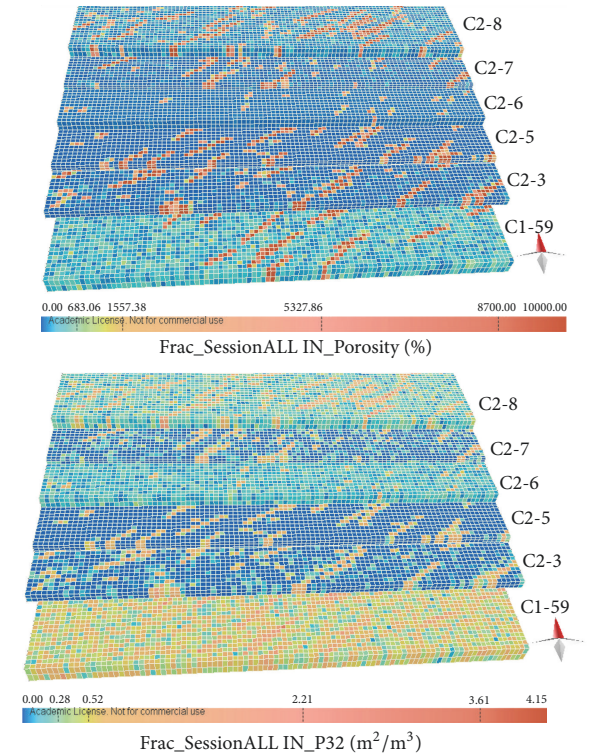 C2-8
C2-7
C2-6
C2-5
C2-3
C1-59
0.00 683.06 1557.38 5327.86 8700.00 10000.00
Academic License. Not for commercial use
Frac_SessionALL IN_Porosity (%)
C2-8
C2-7
C2-6
C2-5
C2-3
C1-59
0.00 0.28 0.52 2.21 3.61 4.15
Academic License. Not for commercial use
Frac_SessionALL IN_P32 (m²/m³)